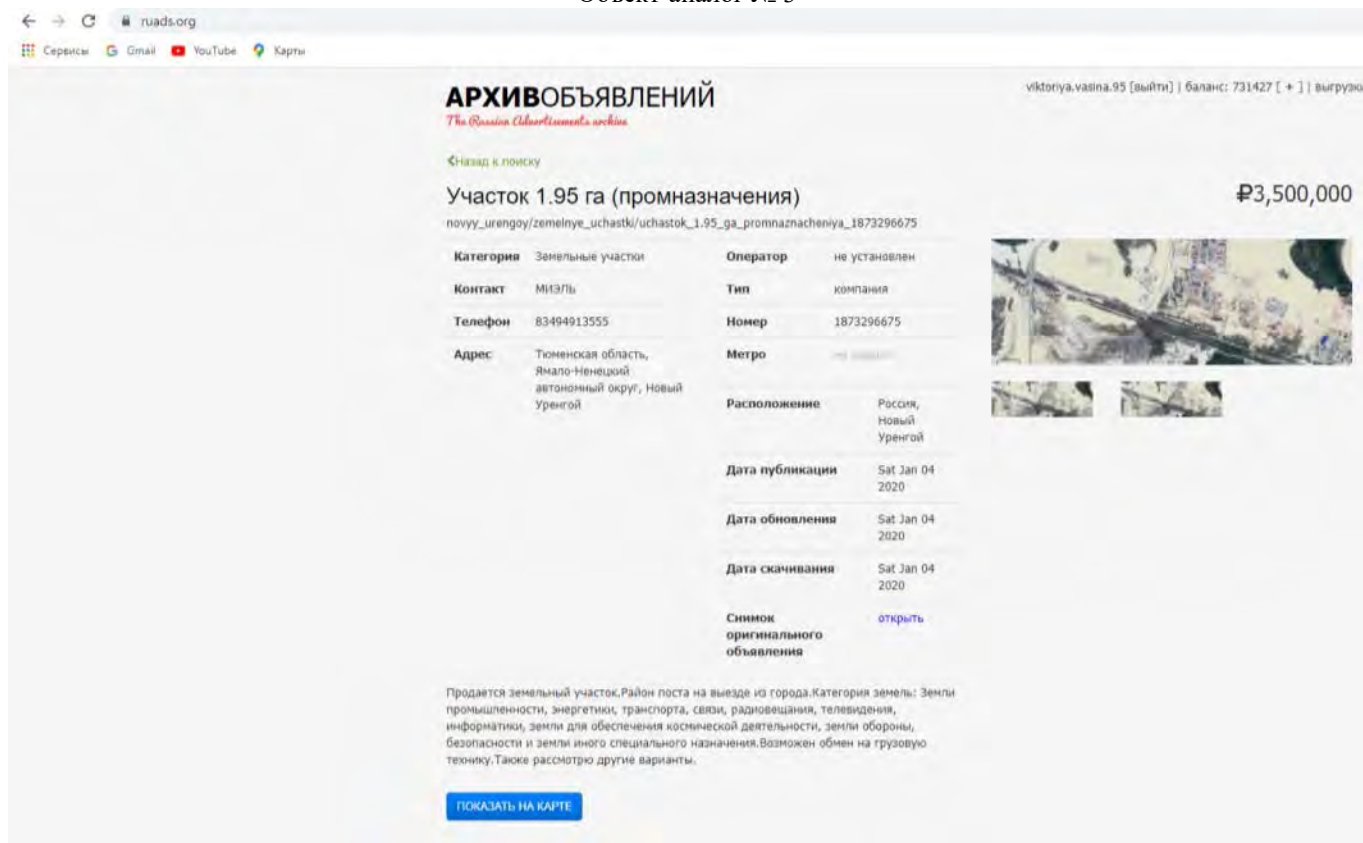 Объект аналог № 3
ruads.org
Сервисы Gmail YouTube Карты
АРХИВОБЪЯВЛЕНИЙ
viktoriya.vasina.95 [выйти] | баланс: 731427 [ + ] | выгрузк
The Russian Advertisements archive
Назад к поиску
Участок 1.95 га (промназначения)
₽3,500,000
novyy_urengoy/zemelnye_uchastki/uchastok_1.95_ga_promnaznacheniya_1873296675
Категория Земельные участки
Оператор не установлен
Контакт МИЭЛЬ
Тип компания
Телефон 83494913555
Номер 1873296675
Адрес Тюменская область,
Ямало-Ненецкий
автономный округ, Новый
Уренгой
Метро
Расположение Россия,
Новый
Уренгой
Дата публикации Sat Jan 04
2020
Дата обновления Sat Jan 04
2020
Дата скачивания Sat Jan 04
2020
Снимок открыть
оригинального
объявления
Продается земельный участок.Район поста на выезде из города.Категория земель: Земли
промышленности, энергетики, транспорта, связи, радиовещания, телевидения,
информатики, земли для обеспечения космической деятельности, земли обороны,
безопасности и земли иного специального назначения.Возможен обмен на грузовую
технику.Также рассмотрю другие варианты.
ПОКАЗАТЬ НА КАРТЕ